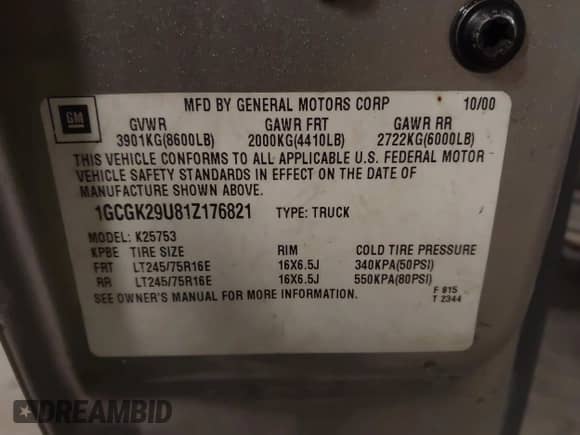 MFD BY GENERAL MOTORS CORP 10/00
GM
GVWR GAWR FRT GAWR RR
3901KG(8600LB) 2000KG(4410LB) 2722KG(6000LB)
THIS VEHICLE CONFORMS TO ALL APPLICABLE U.S. FEDERAL MOTOR
VEHICLE SAFETY STANDARDS IN EFFECT ON THE DATE OF
MANUFACTURE SHOWN ABOVE.
1GCGK29U81Z176821 TYPE: TRUCK
MODEL: K25753
KPBE TIRE SIZE RIM COLD TIRE PRESSURE
FRT LT245/75R16E 16X6.5J 340KPA(50PSI)
RR LT245/75R16E 16X6.5J 550KPA(80PSI)
SEE OWNER'S MANUAL FOR MORE INFORMATION.
F 815
T 2344
DREAMBID